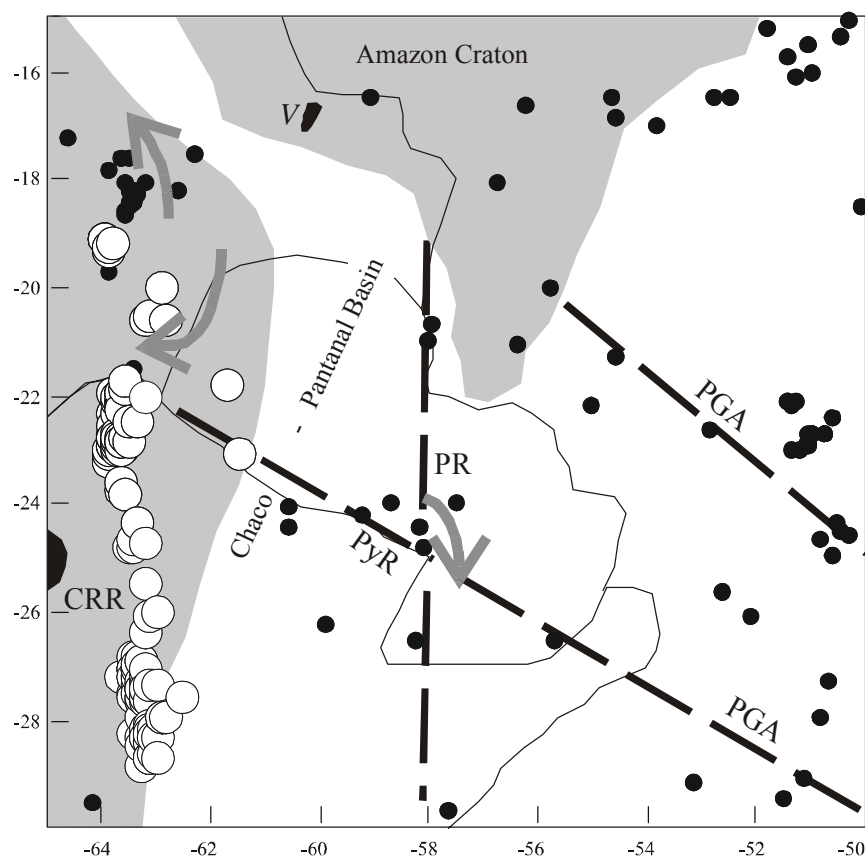 Amazon Craton
-16
V
-18
-20
Chaco - Pantanal Basin
-22
PGA
PR
-24
PyR
CRR
-26
PGA
-28
-64 -62 -60 -58 -56 -54 -52 -50